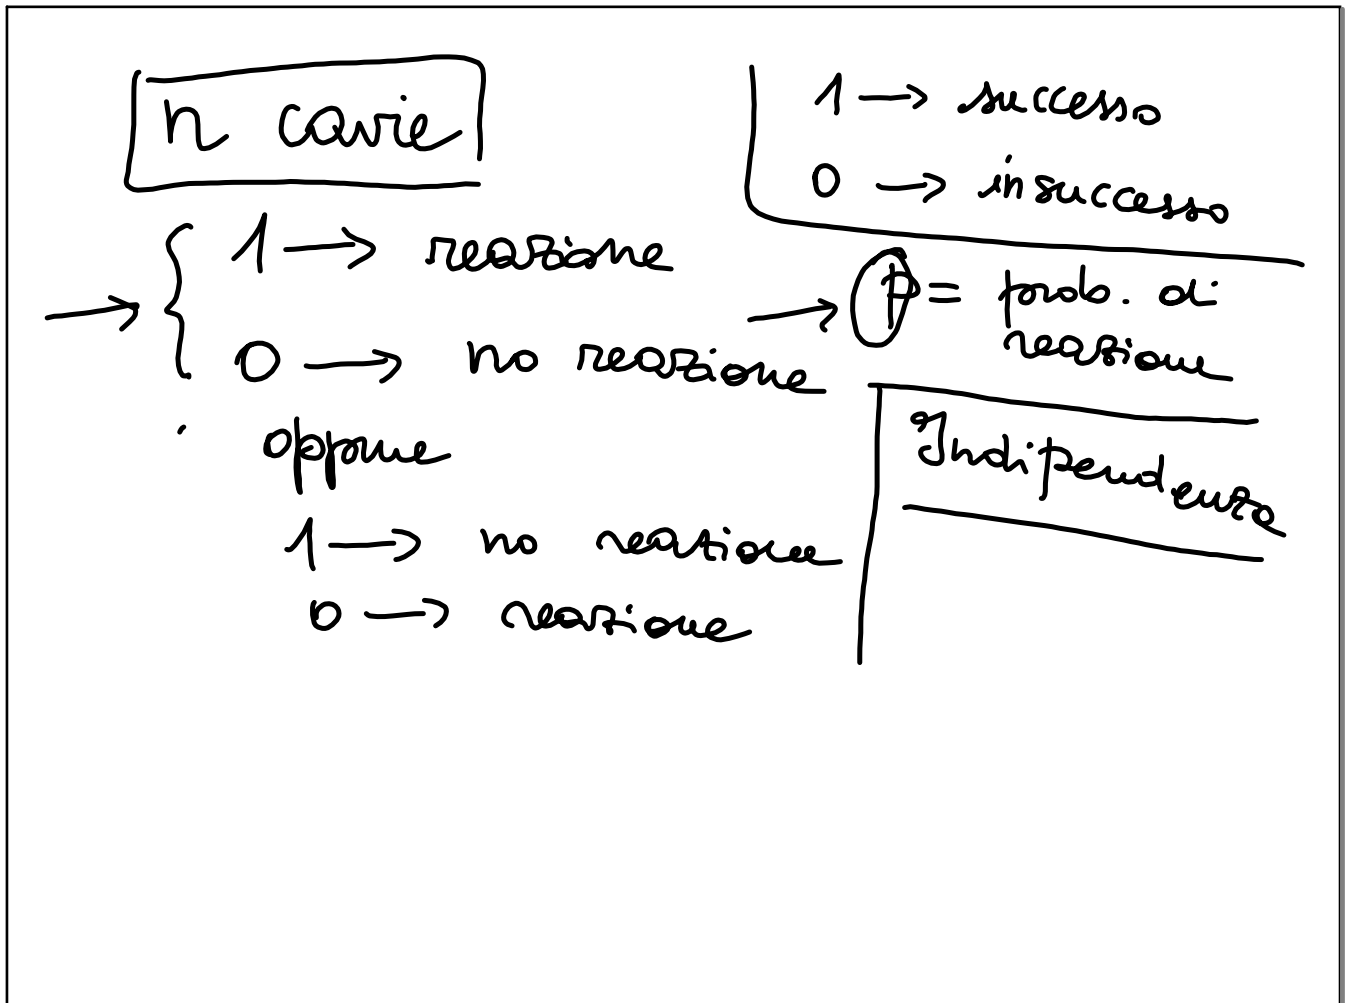 n cavie
1 → reazione
0 → no reazione
oppure
1 → no reazione
0 → reazione
1 → successo
0 → insuccesso
→ p = prob. di
reazione
Indipendenza